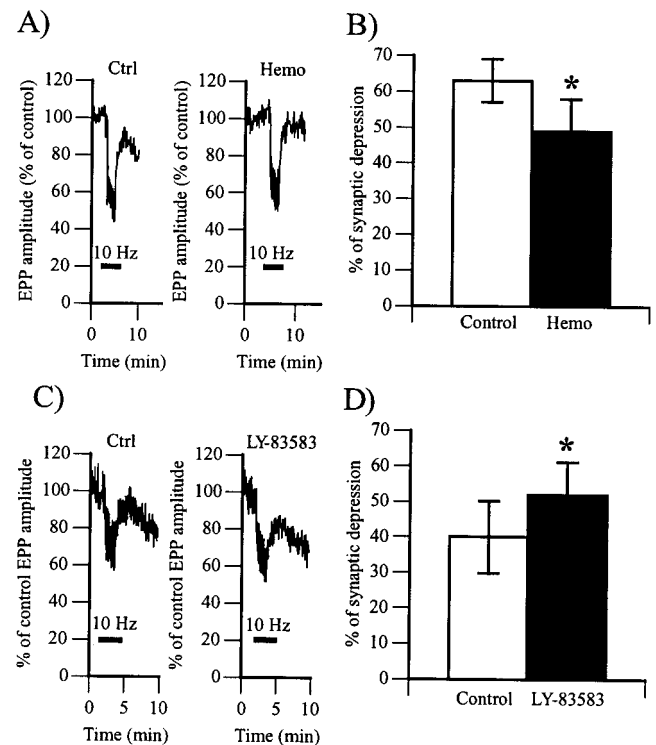 A)
Ctrl
EPP amplitude (% of control)
120
100
80
60
40
20
0
10 Hz
0 10
Time (min)
Hemo
EPP amplitude (% of control)
120
100
80
60
40
20
0
10 Hz
0 10
Time (min)
B)
% of synaptic depression
70
60
50
40
30
20
10
0
*
Control Hemo
C)
Ctrl
% of control EPP amplitude
120
100
80
60
40
20
0
10 Hz
0 5 10
Time (min)
LY-83583
% of control EPP amplitude
120
100
80
60
40
20
0
10 Hz
0 5 10
Time (min)
D)
% of synaptic depression
70
60
50
40
30
20
10
0
*
Control LY-83583